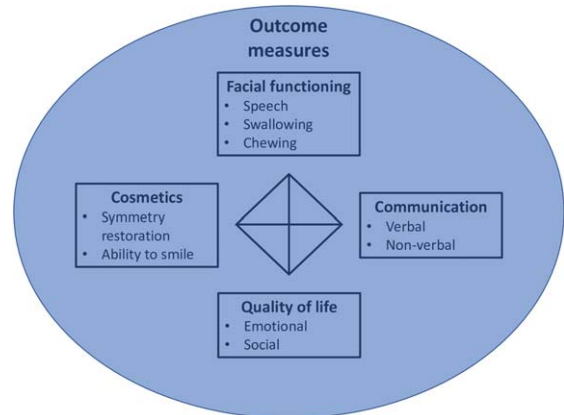 Outcome
measures
Facial functioning
• Speech
• Swallowing
• Chewing
Cosmetics
• Symmetry
restoration
• Ability to smile
Communication
• Verbal
• Non-verbal
Quality of life
• Emotional
• Social